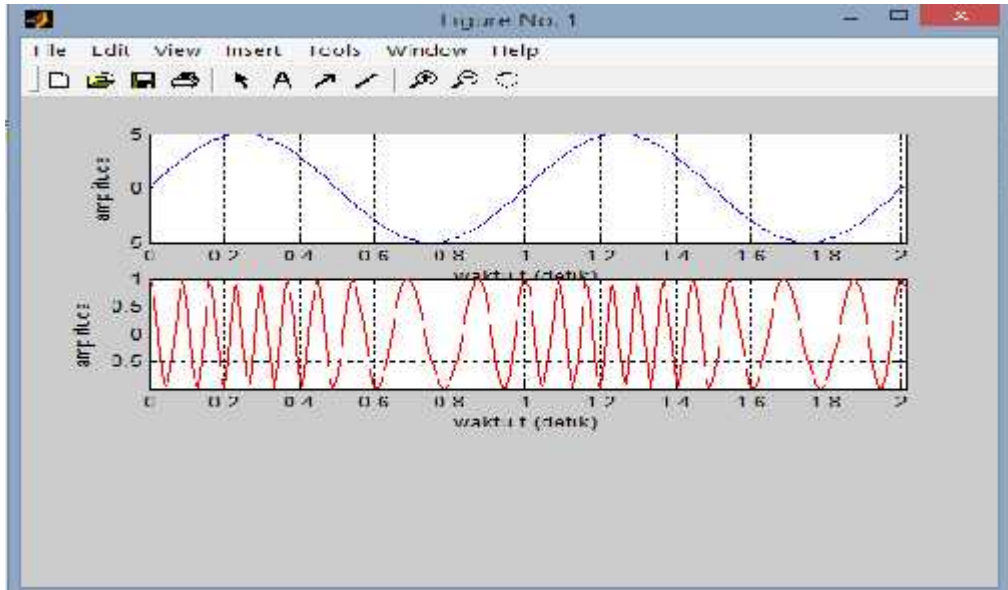 Figure No. 1
File Edit View Insert Tools Window Help
A
5
amplitudo
0
5
0 0.2 0.4 0.6 0.8 1 1.2 1.4 1.6 1.8 2
waktu t (detik)
1
0.5
amplitudo
0
0.5
0 0.2 0.4 0.6 0.8 1 1.2 1.4 1.6 1.8 2
waktu t (detik)